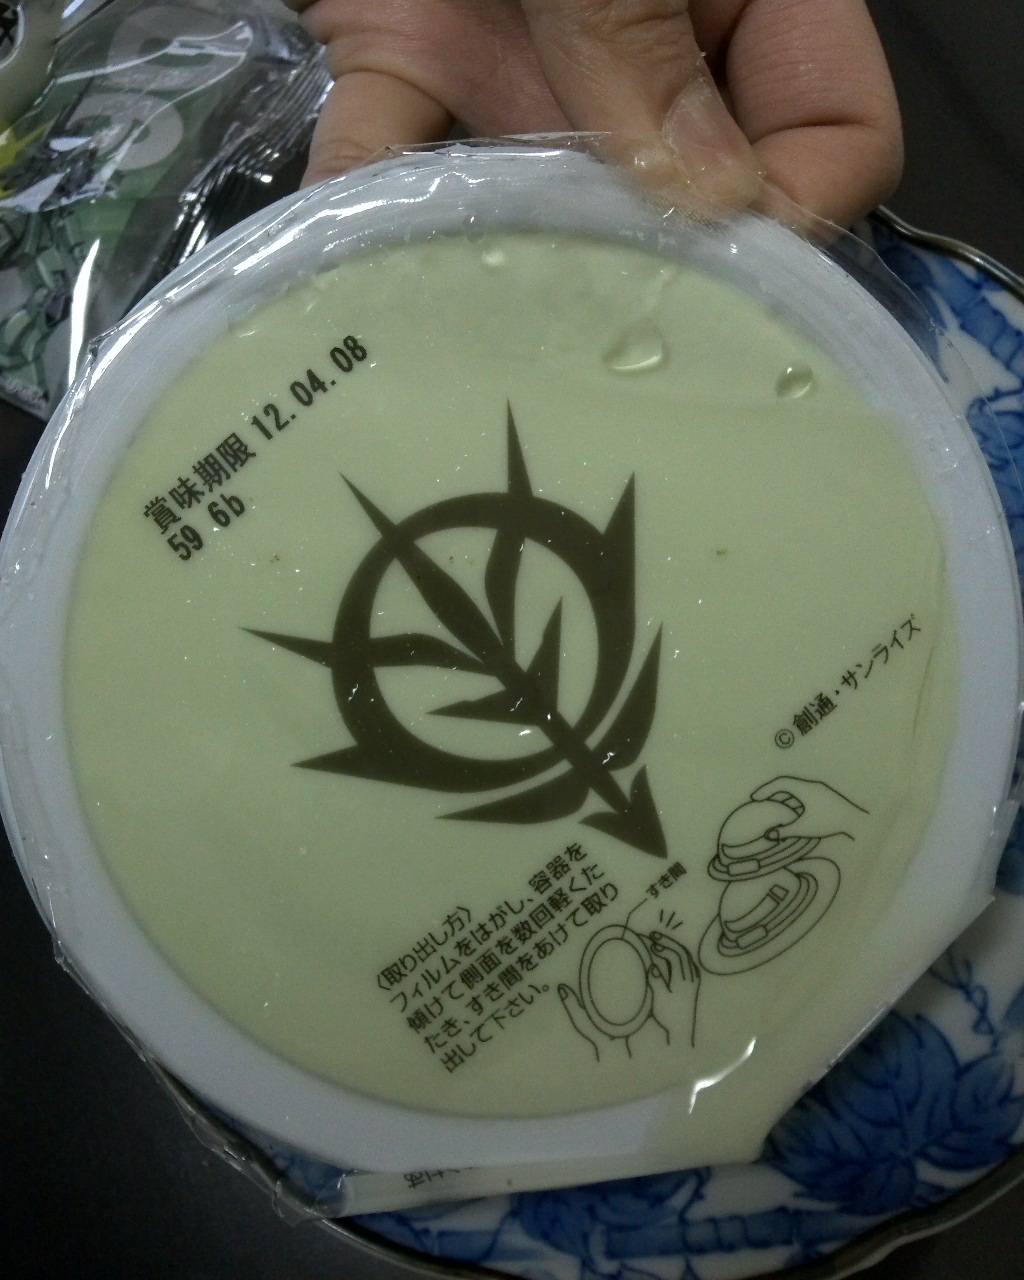 賞味期限 12.04.08
59 6b
© 創通・サンライズ
〈取り出し方〉
フィルムをはがし、容器を
傾けて側面を数回軽くた
たき、すき間をあけて取り
出して下さい。
すき間